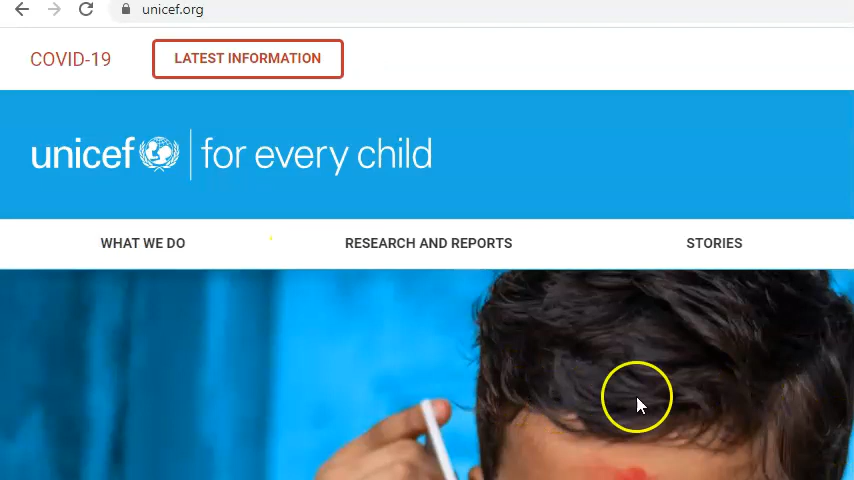 unicef.org
COVID-19 LATEST INFORMATION
unicef for every child
WHAT WE DO RESEARCH AND REPORTS STORIES